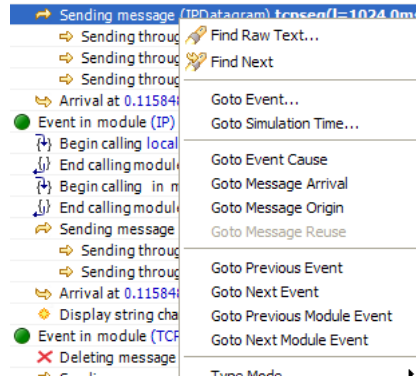 Sending message (IPDatagram) tcpseg(l=1024,0ms
Sending throug
Sending throug
Sending throug
Arrival at 0.115848
Event in module (IP)
Begin calling local
End calling module
Begin calling in m
End calling module
Sending message
Sending throug
Sending throug
Arrival at 0.115848
Display string cha
Event in module (TCP
Deleting message
Find Raw Text...
Find Next
Goto Event...
Goto Simulation Time...
Goto Event Cause
Goto Message Arrival
Goto Message Origin
Goto Message Reuse
Goto Previous Event
Goto Next Event
Goto Previous Module Event
Goto Next Module Event
Type Mode